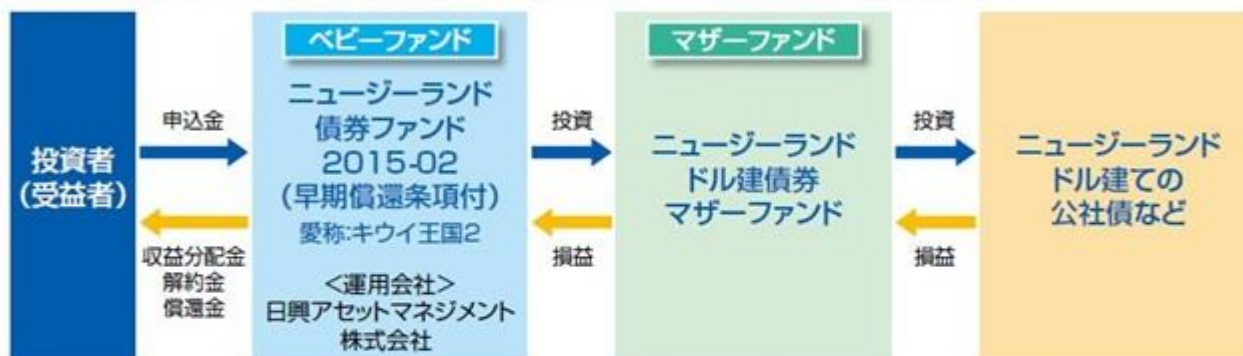 投資者
(受益者)
申込金
収益分配金
解約金
償還金
ベビーファンド
ニュージーランド
債券ファンド
2015-02
(早期償還条項付)
愛称:キウイ王国2
<運用会社>
日興アセットマネジメント
株式会社
投資
損益
マザーファンド
ニュージーランド
ドル建債券
マザーファンド
投資
損益
ニュージーランド
ドル建ての
公社債など